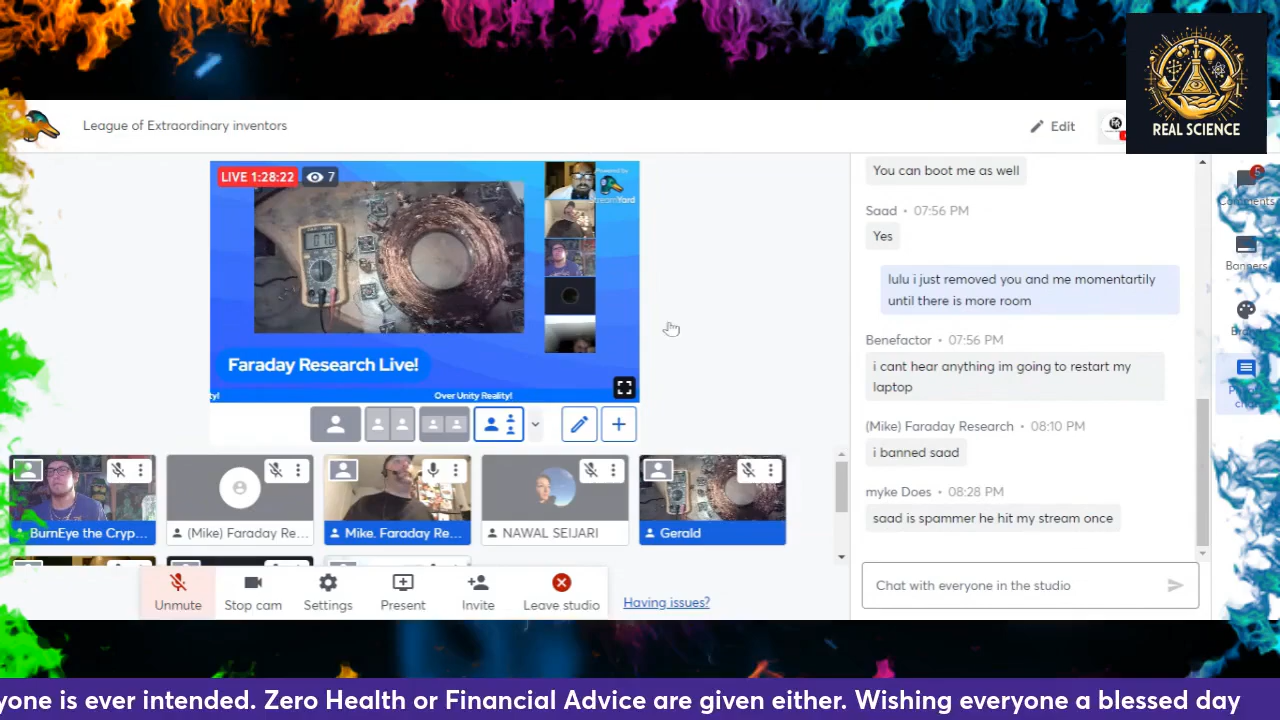 REAL SCIENCE
League of Extraordinary inventors
Edit
LIVE 1:28:22
7
Powered by
StreamYard
070
Faraday Research Live!
ty!
Over Unity Reality!
BurnEye the Cryp...
(Mike) Faraday Re...
Mike. Faraday Re...
NAWAL SEIJARI
Gerald
Unmute
Stop cam
Settings
Present
Invite
Leave studio
Having issues?
You can boot me as well
Saad • 07:56 PM
Yes
lulu i just removed you and me momentartily
until there is more room
Benefactor • 07:56 PM
i cant hear anything im going to restart my
laptop
(Mike) Faraday Research • 08:10 PM
i banned saad
myke Does • 08:28 PM
saad is spammer he hit my stream once
Chat with everyone in the studio
5
Comments
Banners
yone is ever intended. Zero Health or Financial Advice are given either. Wishing everyone a blessed day